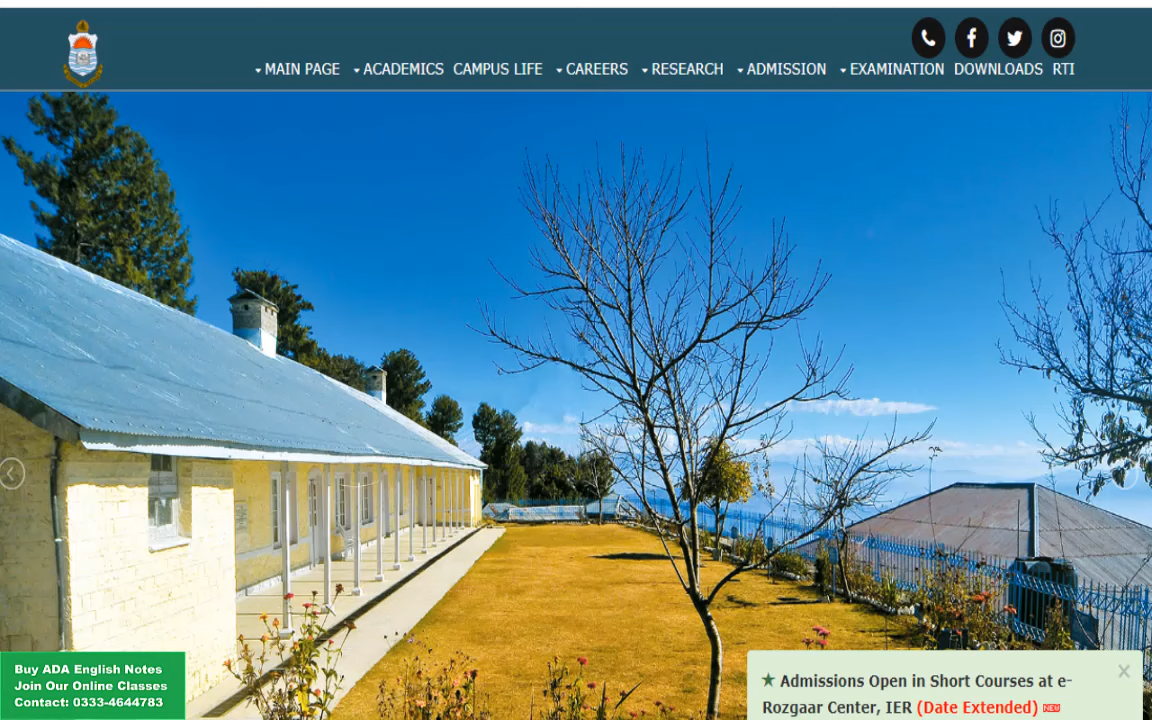 MAIN PAGE ACADEMICS CAMPUS LIFE CAREERS RESEARCH ADMISSION EXAMINATION DOWNLOADS RTI
Buy ADA English Notes
Join Our Online Classes
Contact: 0333-4644783
★ Admissions Open in Short Courses at e-
Rozgaar Center, IER (Date Extended) NEW